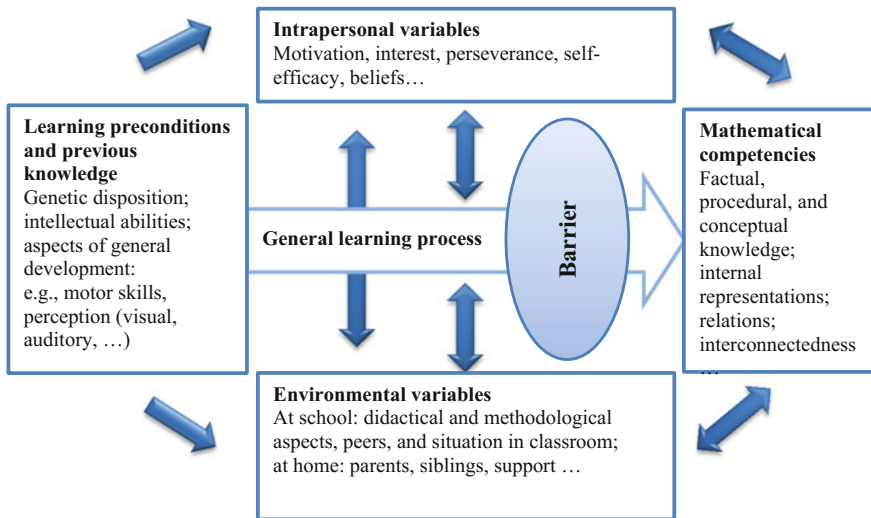 Intrapersonal variables
Motivation, interest, perseverance, self-
efficacy, beliefs…
Learning preconditions
and previous
knowledge
Genetic disposition;
intellectual abilities;
aspects of general
development:
e.g., motor skills,
perception (visual,
auditory, …)
General learning process
Barrier
Mathematical
competencies
Factual,
procedural, and
conceptual
knowledge;
internal
representations;
relations;
interconnectedness
…
Environmental variables
At school: didactical and methodological
aspects, peers, and situation in classroom;
at home: parents, siblings, support …